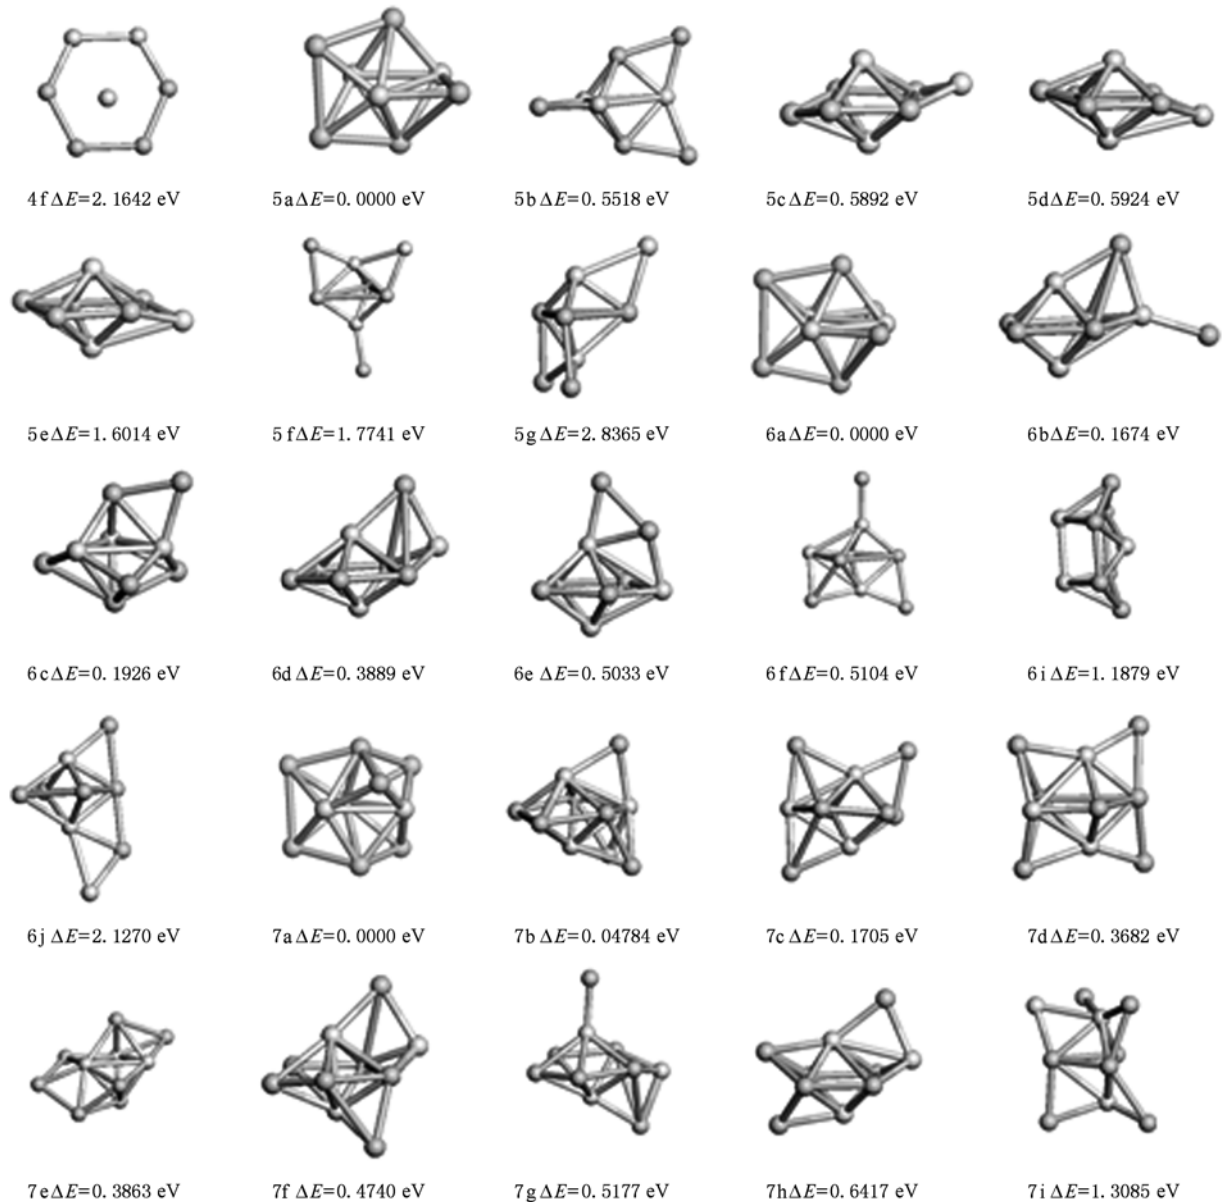 4f ΔE=2.1642 eV
5a ΔE=0.0000 eV
5b ΔE=0.5518 eV
5c ΔE=0.5892 eV
5d ΔE=0.5924 eV
5e ΔE=1.6014 eV
5f ΔE=1.7741 eV
5g ΔE=2.8365 eV
6a ΔE=0.0000 eV
6b ΔE=0.1674 eV
6c ΔE=0.1926 eV
6d ΔE=0.3889 eV
6e ΔE=0.5033 eV
6f ΔE=0.5104 eV
6i ΔE=1.1879 eV
6j ΔE=2.1270 eV
7a ΔE=0.0000 eV
7b ΔE=0.04784 eV
7c ΔE=0.1705 eV
7d ΔE=0.3682 eV
7e ΔE=0.3863 eV
7f ΔE=0.4740 eV
7g ΔE=0.5177 eV
7h ΔE=0.6417 eV
7i ΔE=1.3085 eV